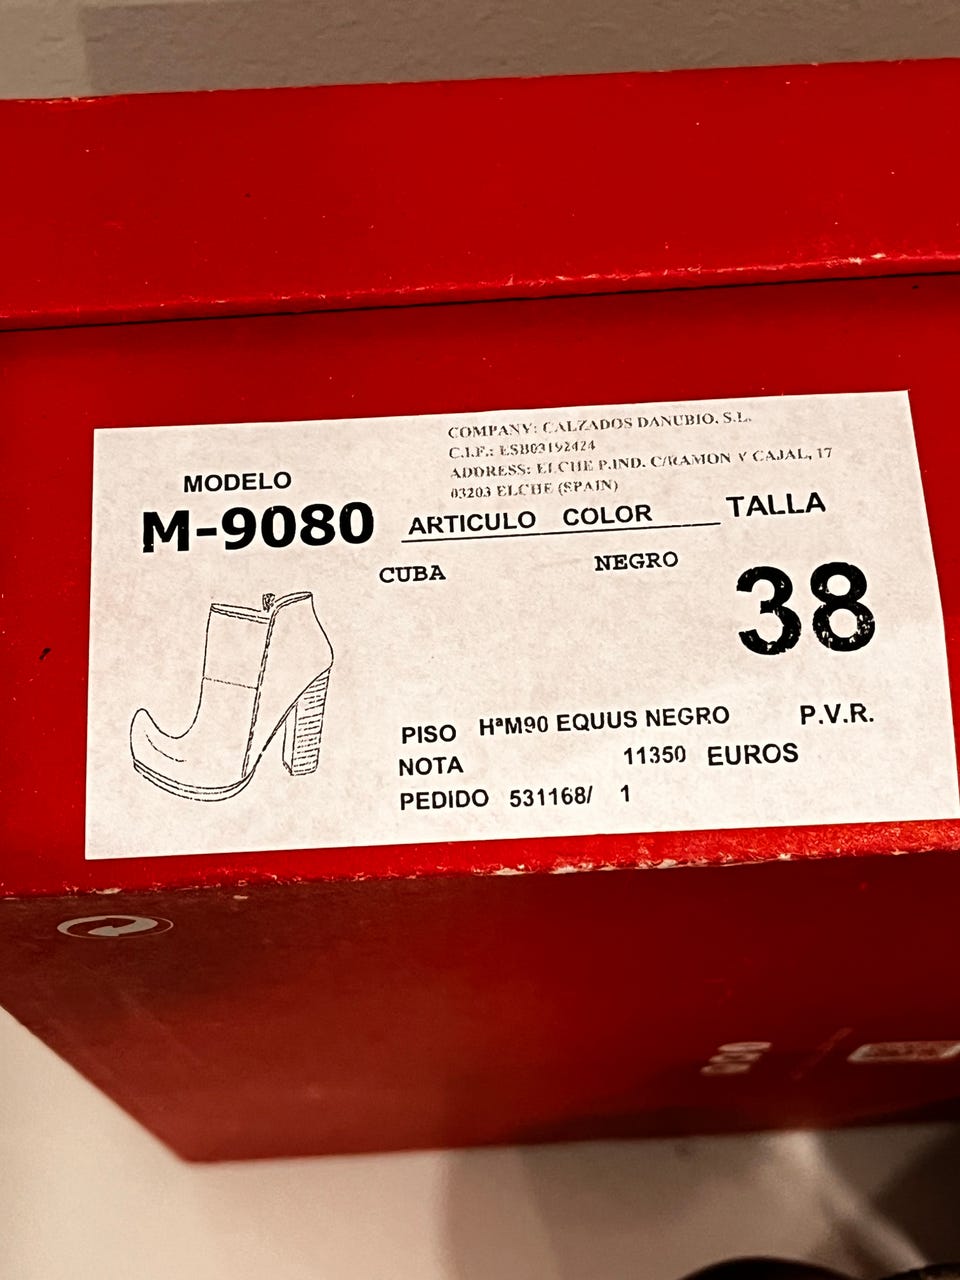 COMPANY: CALZADOS DANUBIO, S.L.
C.I.F.: ESB03192424
ADDRESS: ELCHE P.IND. C/RAMON Y CAJAL, 17
03203 ELCHE (SPAIN)
MODELO
M-9080
ARTICULO COLOR TALLA
CUBA NEGRO
38
PISO HªM90 EQUUS NEGRO P.V.R.
NOTA 11350 EUROS
PEDIDO 531168/ 1